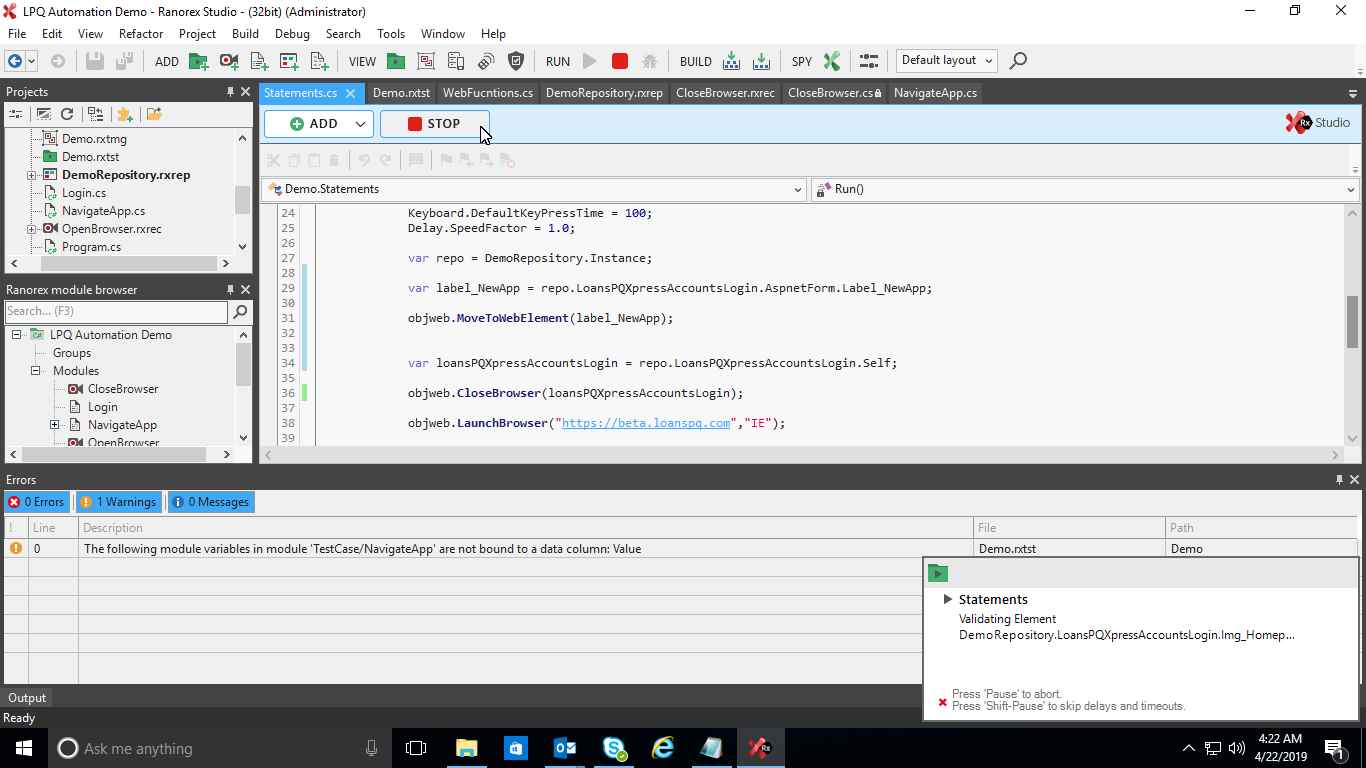 LPQ Automation Demo - Ranorex Studio - (32bit) (Administrator)
File Edit View Refactor Project Build Debug Search Tools Window Help
ADD VIEW RUN BUILD SPY Default layout
Projects
Statements.cs Demo.rxtst WebFucntions.cs DemoRepository.rxrep CloseBrowser.rxrec CloseBrowser.cs NavigateApp.cs
ADD STOP Rx Studio
Demo.rxtmg
Demo.rxtst
DemoRepository.rxrep
Login.cs
NavigateApp.cs
OpenBrowser.rxrec
Program.cs
Demo.Statements Run()
24 Keyboard.DefaultKeyPressTime = 100;
25 Delay.SpeedFactor = 1.0;
26
27 var repo = DemoRepository.Instance;
28
29 var label_NewApp = repo.LoansPQXpressAccountsLogin.AspnetForm.Label_NewApp;
30
31 objweb.MoveToWebElement(label_NewApp);
32
33
34 var loansPQXpressAccountsLogin = repo.LoansPQXpressAccountsLogin.Self;
35
36 objweb.CloseBrowser(loansPQXpressAccountsLogin);
37
38 objweb.LaunchBrowser("https://beta.loanspq.com","IE");
39
Ranorex module browser
Search... (F3)
LPQ Automation Demo
Groups
Modules
CloseBrowser
Login
NavigateApp
OpenBrowser
Errors
0 Errors 1 Warnings 0 Messages
! Line Description File Path
0 The following module variables in module 'TestCase/NavigateApp' are not bound to a data column: Value Demo.rxtst Demo
Statements
Validating Element
DemoRepository.LoansPQXpressAccountsLogin.Img_Homep...
Press 'Pause' to abort.
Press 'Shift-Pause' to skip delays and timeouts.
Output
Ready
Ask me anything
Rx
4:22 AM
4/22/2019
1